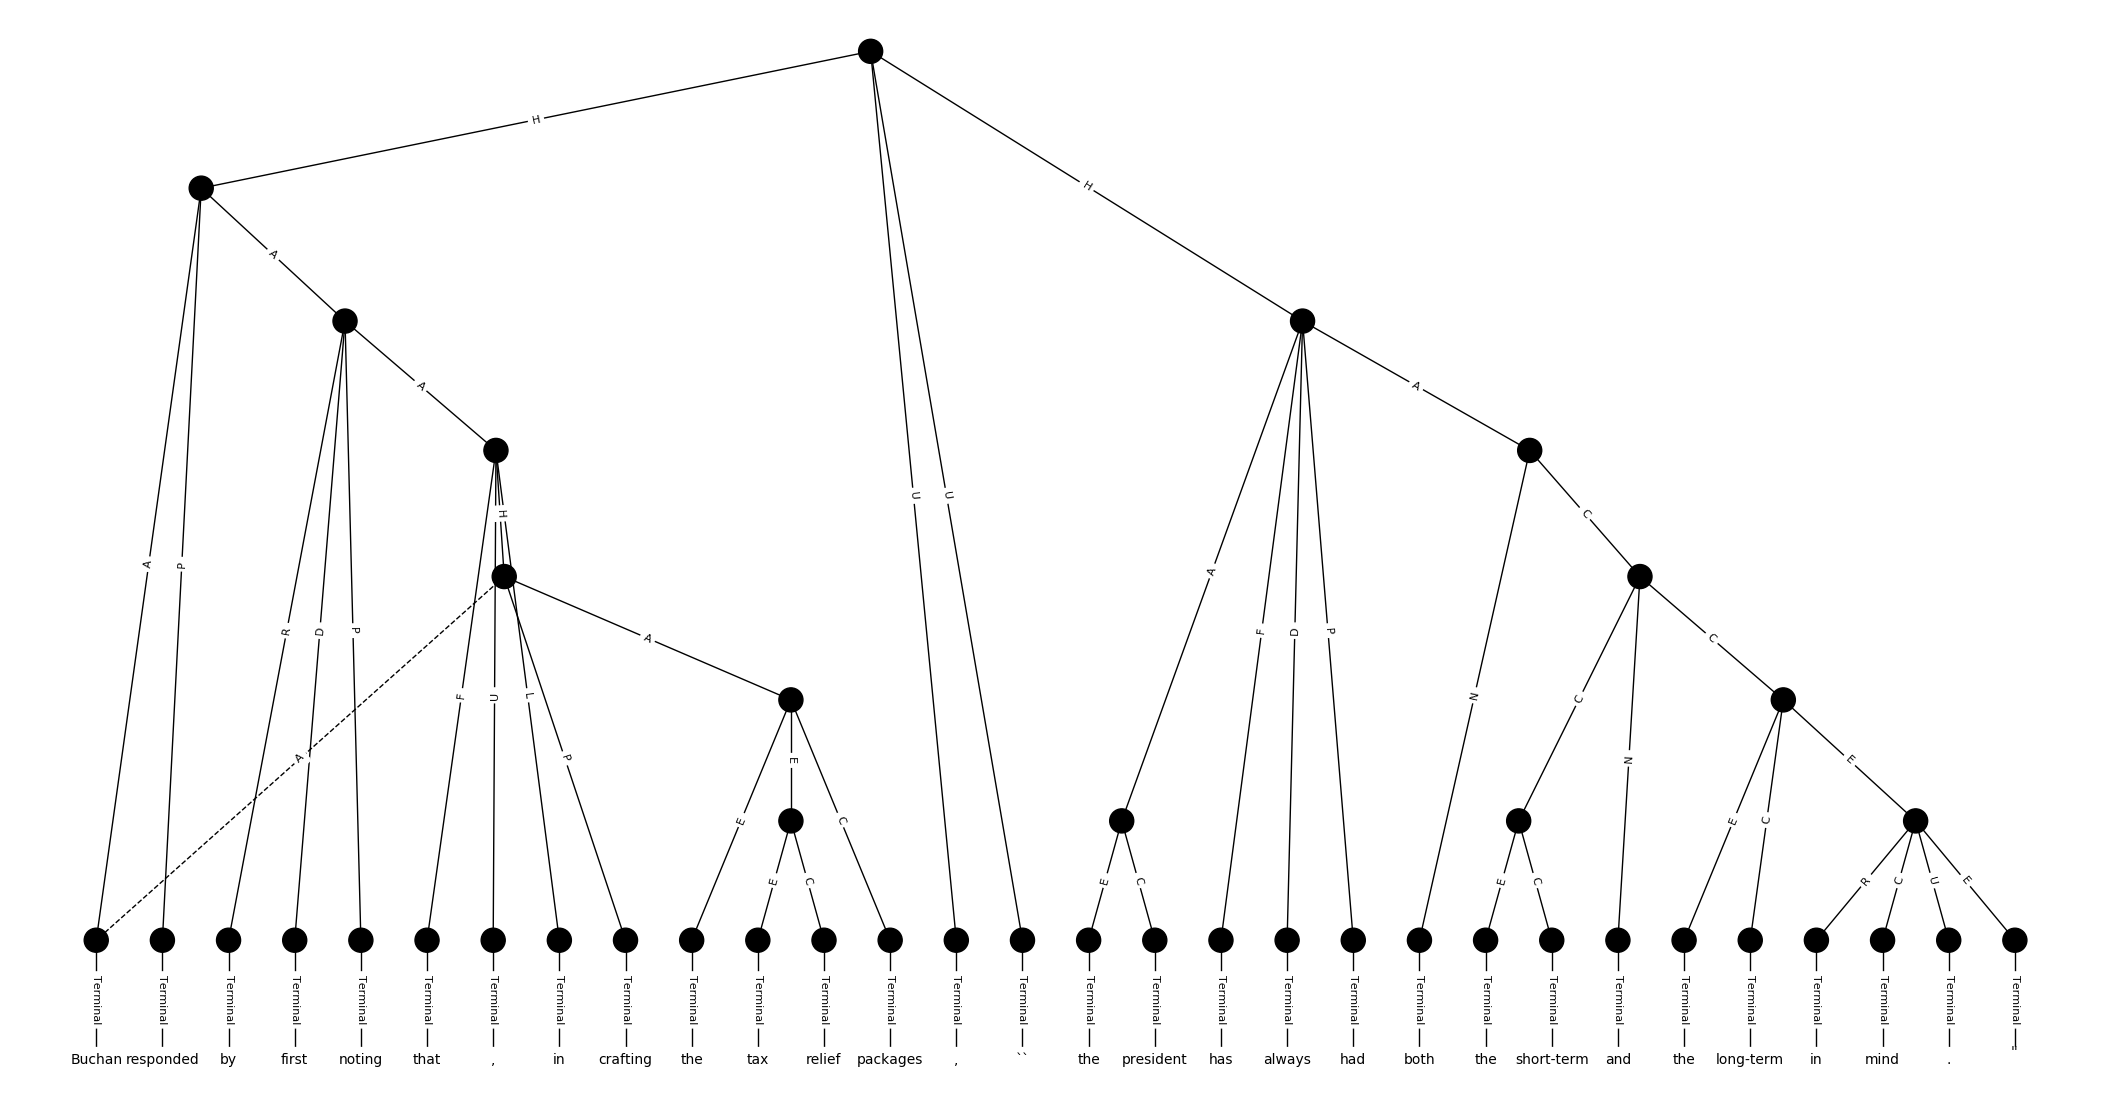 H
H
A
A
A
H
U
U
C
A
P
A
R
D
P
A
F
D
P
A
C
F
U
L
N
C
A
P
E
N
E
E
C
E
C
E
E
C
E
C
E
C
R
C
U
E
Terminal Terminal Terminal Terminal Terminal Terminal Terminal Terminal Terminal Terminal Terminal Terminal Terminal Terminal Terminal Terminal Terminal Terminal Terminal Terminal Terminal Terminal Terminal Terminal Terminal Terminal Terminal Terminal Terminal Terminal
Buchan responded by first noting that , in crafting the tax relief packages , `` the president has always had both the short-term and the long-term in mind . "